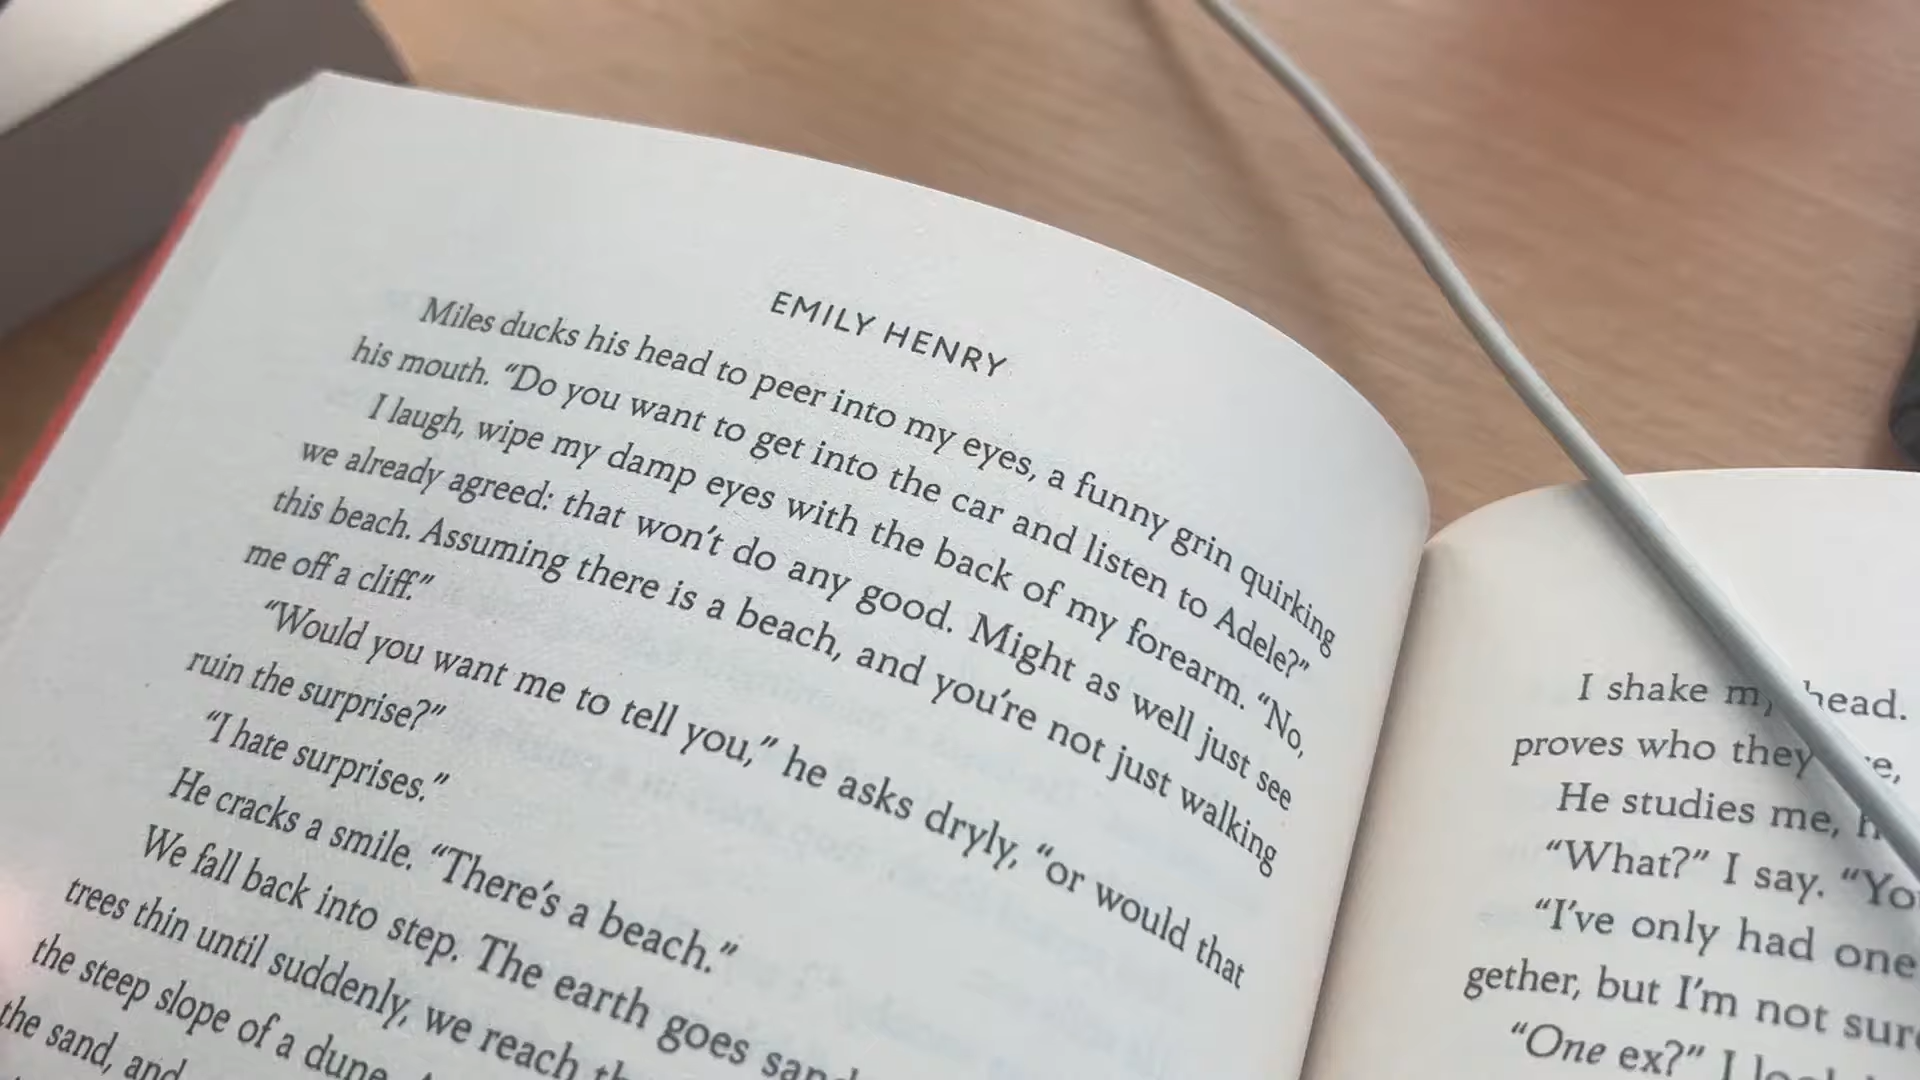 EMILY HENRY
Miles ducks his head to peer into my eyes, a funny grin quirking
his mouth. “Do you want to get into the car and listen to Adele?”
I laugh, wipe my damp eyes with the back of my forearm. “No,
we already agreed: that won’t do any good. Might as well just see
this beach. Assuming there is a beach, and you’re not just walking
me off a cliff.”
“Would you want me to tell you,” he asks dryly, “or would that
ruin the surprise?”
“I hate surprises.”
He cracks a smile. “There’s a beach.”
We fall back into step. The earth goes
trees thin until suddenly, we reach
the steep slope of a dune.
the sand, and
I shake head.
proves who they
He studies me,
“What?” I say.
“I’ve only had one
gether, but I’m not
“One ex?” I